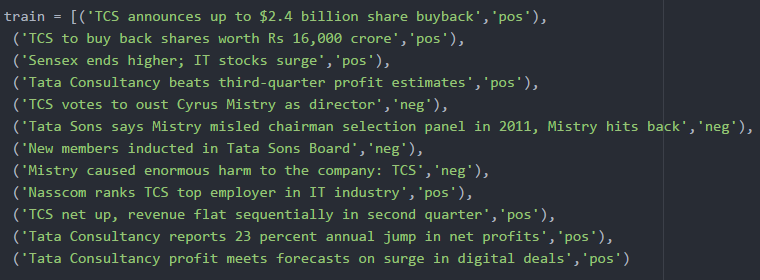 train = [('TCS announces up to $2.4 billion share buyback','pos'),
('TCS to buy back shares worth Rs 16,000 crore','pos'),
('Sensex ends higher; IT stocks surge','pos'),
('Tata Consultancy beats third-quarter profit estimates','pos'),
('TCS votes to oust Cyrus Mistry as director','neg'),
('Tata Sons says Mistry misled chairman selection panel in 2011, Mistry hits back','neg'),
('New members inducted in Tata Sons Board','neg'),
('Mistry caused enormous harm to the company: TCS','neg'),
('Nasscom ranks TCS top employer in IT industry','pos'),
('TCS net up, revenue flat sequentially in second quarter','pos'),
('Tata Consultancy reports 23 percent annual jump in net profits','pos'),
('Tata Consultancy profit meets forecasts on surge in digital deals','pos')